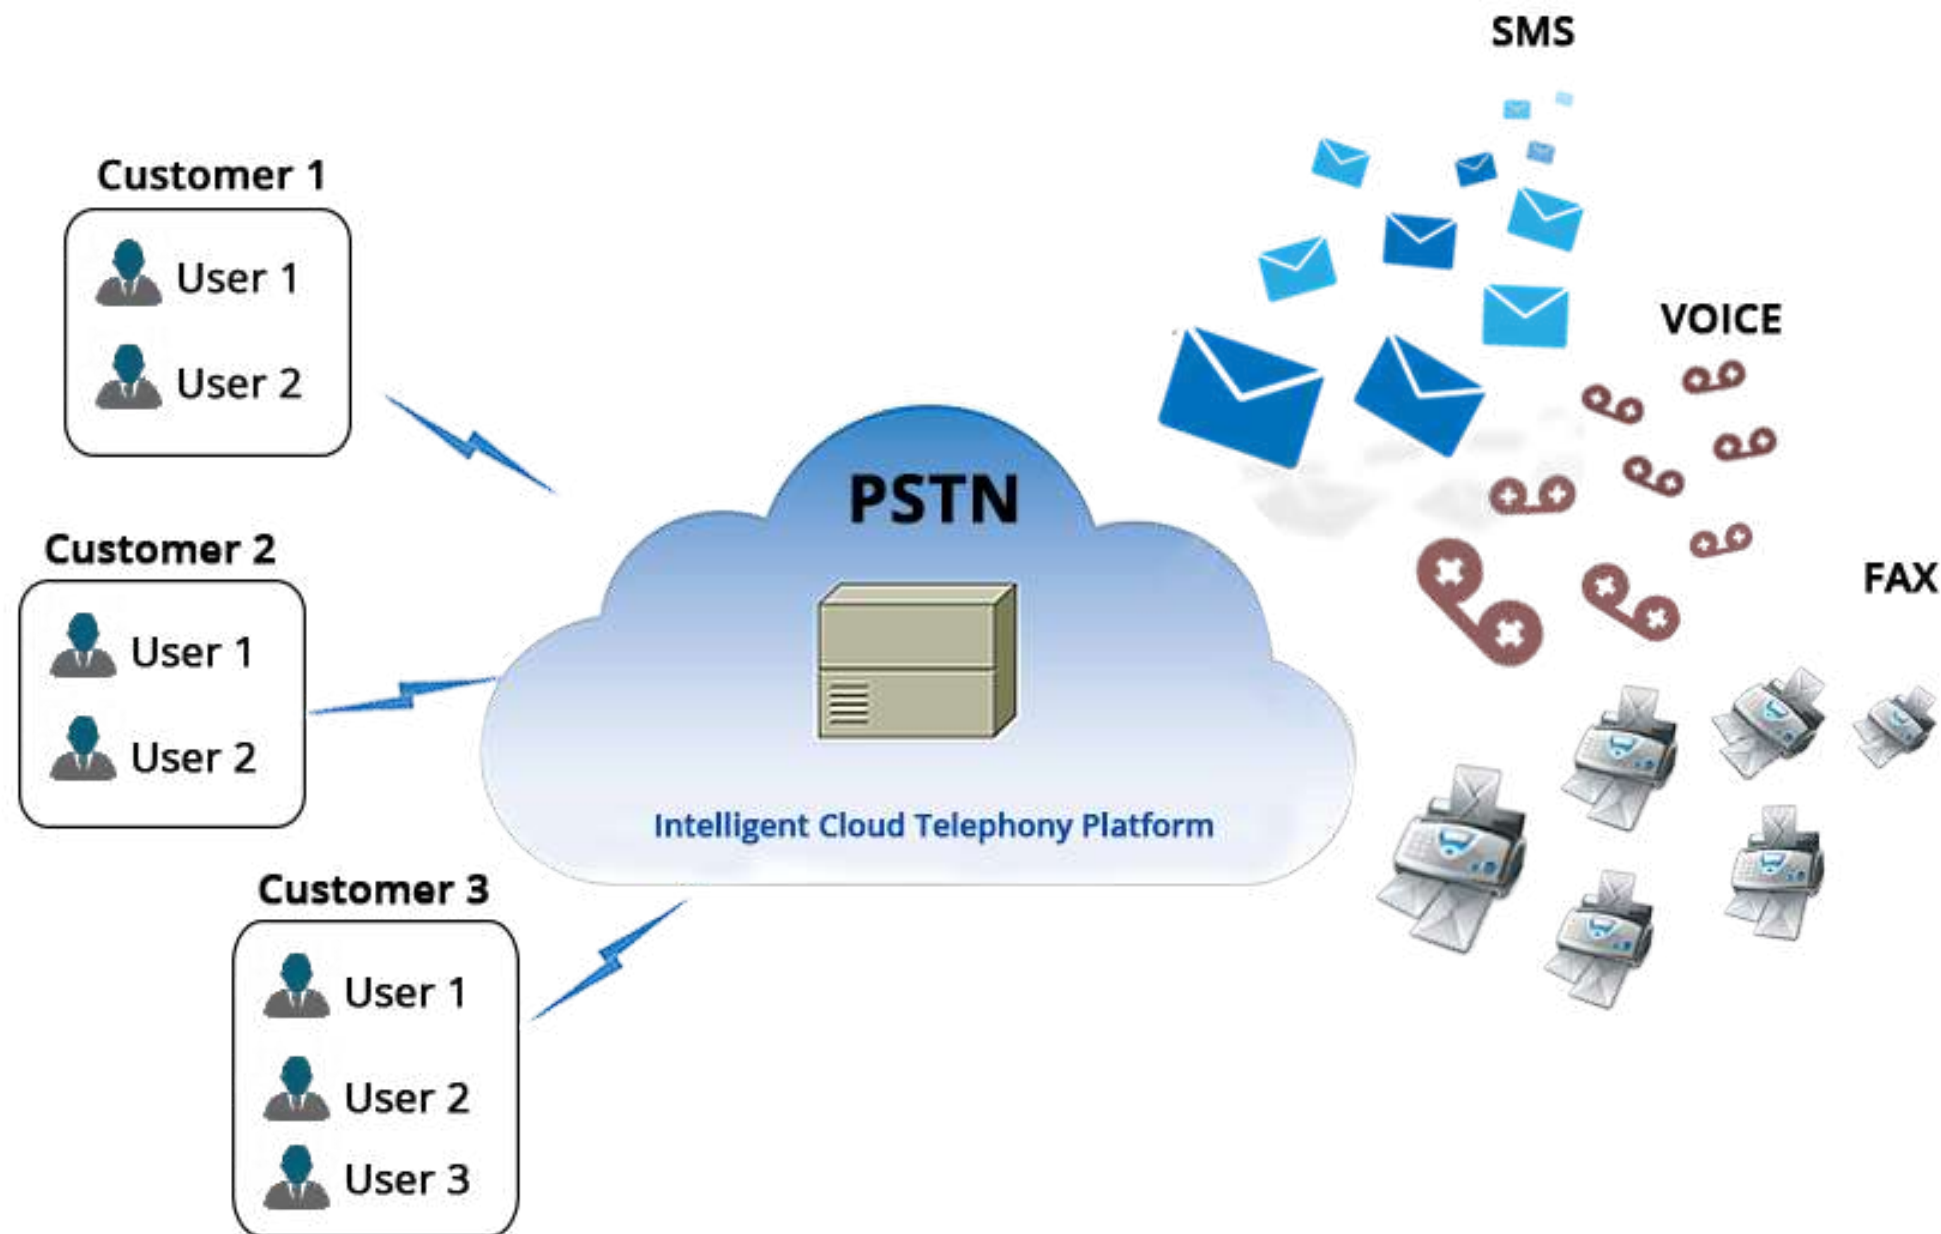 SMS
Customer 1
User 1
User 2
VOICE
PSTN
Customer 2
User 1
User 2
FAX
Intelligent Cloud Telephony Platform
Customer 3
User 1
User 2
User 3